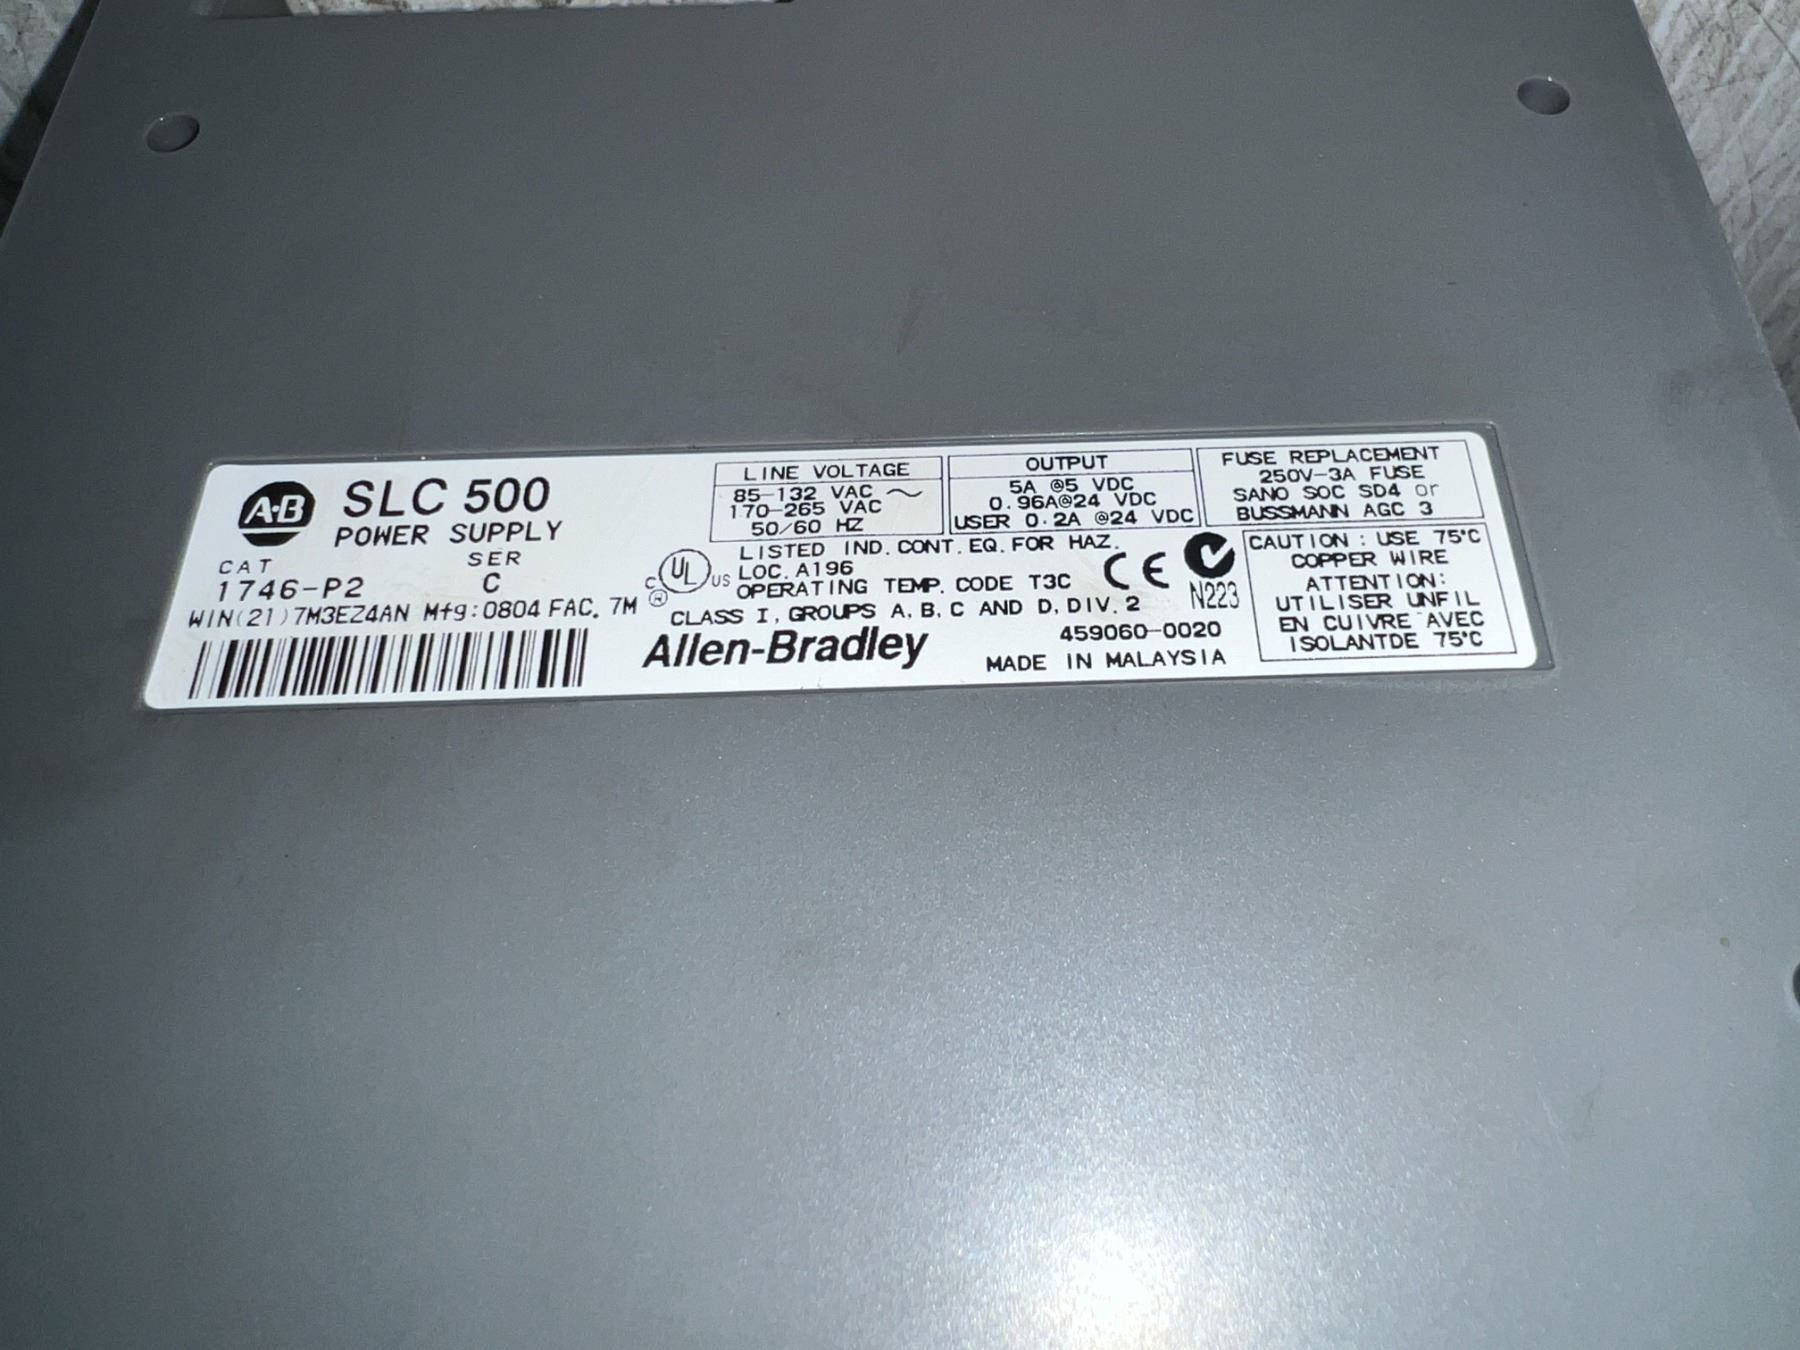 A·B SLC 500
POWER SUPPLY
CAT SER
1746-P2 C
WIN(21)7M3EZ4AN Mfg:0804 FAC. 7M
LINE VOLTAGE
85-132 VAC ~
170-265 VAC
50/60 HZ
OUTPUT
5A @5 VDC
0.96A@24 VDC
USER 0.2A @24 VDC
FUSE REPLACEMENT
250V-3A FUSE
SANO SOC SD4 or
BUSSMANN AGC 3
C UL US ®
LISTED IND. CONT. EQ. FOR HAZ.
LOC. A196
OPERATING TEMP. CODE T3C
CLASS I, GROUPS A, B, C AND D, DIV. 2
CE
N223
Allen-Bradley
459060-0020
MADE IN MALAYSIA
CAUTION : USE 75°C
COPPER WIRE
ATTENTION:
UTILISER UNFIL
EN CUIVRE AVEC
ISOLANTDE 75°C